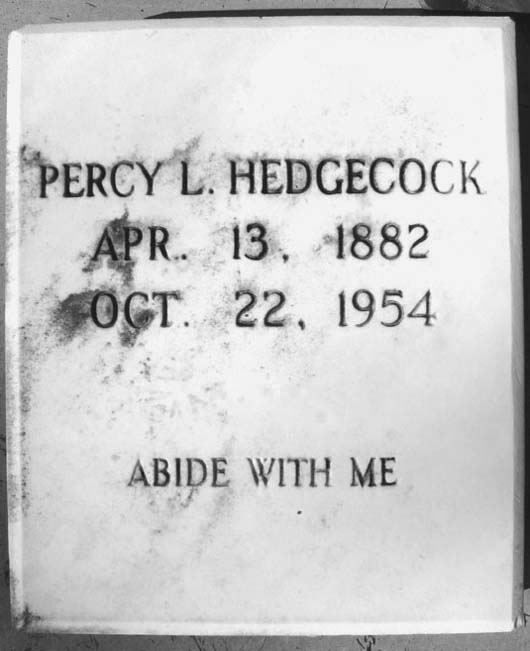 PERCY L. HEDGECOCK
APR. 13, 1882
OCT. 22, 1954
ABIDE WITH ME